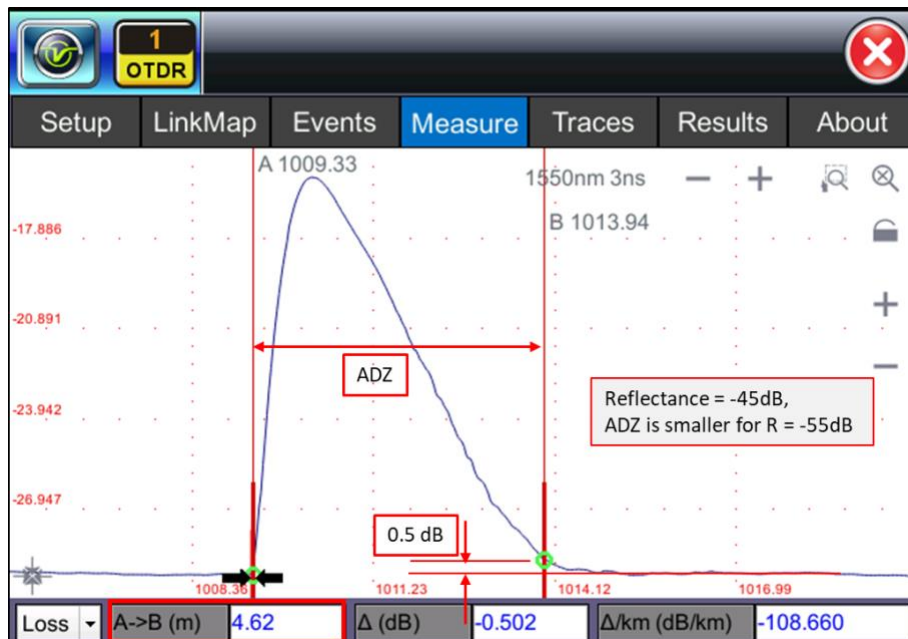 1
OTDR
Setup LinkMap Events Measure Traces Results About
A 1009.33
1550nm 3ns
B 1013.94
-17.886
-20.891
ADZ
Reflectance = -45dB,
ADZ is smaller for R = -55dB
-23.942
-26.947
0.5 dB
1008.36 1011.23 1014.12 1016.99
Loss A->B (m) 4.62 Δ (dB) -0.502 Δ/km (dB/km) -108.660